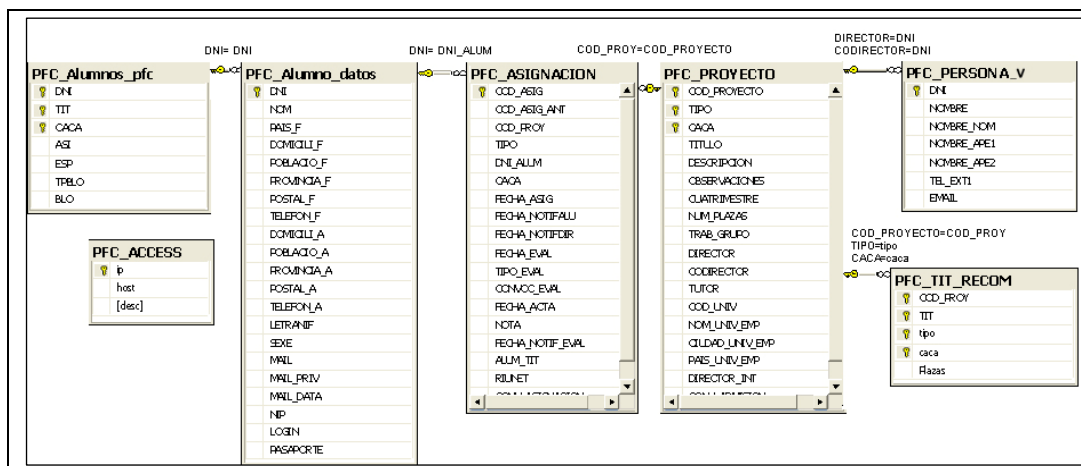 DNI= DNI
DNI= DNI_ALUM
COD_PROY=COD_PROYECTO
DIRECTOR=DNI
CODIRECTOR=DNI
PFC_Alumnos_pfc
DNI
TIT
CACA
ASI
ESP
TPBLO
BLO
PFC_ACCESS
ip
host
[desc]
PFC_Alumno_datos
DNI
NOM
PAIS_F
DOMICILI_F
POBLACIO_F
PROVINCIA_F
POSTAL_F
TELEFON_F
DOMICILI_A
POBLACIO_A
PROVINCIA_A
POSTAL_A
TELEFON_A
LETRANIF
SEXE
MAIL
MAIL_PRIV
MAIL_DATA
NIP
LOGIN
PASAPORTE
PFC_ASIGNACION
COD_ASIG
COD_ASIG_ANT
COD_PROY
TIPO
DNI_ALUM
CACA
FECHA_ASIG
FECHA_NOTIFALU
FECHA_NOTIFDIR
FECHA_EVAL
TIPO_EVAL
CONVOC_EVAL
FECHA_ACTA
NOTA
FECHA_NOTIF_EVAL
ALUM_TIT
RIUNET
PFC_PROYECTO
COD_PROYECTO
TIPO
CACA
TITULO
DESCRIPCION
OBSERVACIONES
CUATRIMESTRE
NUM_PLAZAS
TRAB_GRUPO
DIRECTOR
CODIRECTOR
TUTOR
COD_UNIV
NOM_UNIV_EMP
CIUDAD_UNIV_EMP
PAIS_UNIV_EMP
DIRECTOR_INT
PFC_PERSONA_V
DNI
NOMBRE
NOMBRE_NOM
NOMBRE_APE1
NOMBRE_APE2
TEL_EXT1
EMAIL
COD_PROYECTO=COD_PROY
TIPO=tipo
CACA=caca
PFC_TIT_RECOM
COD_PROY
TIT
tipo
caca
Plazas